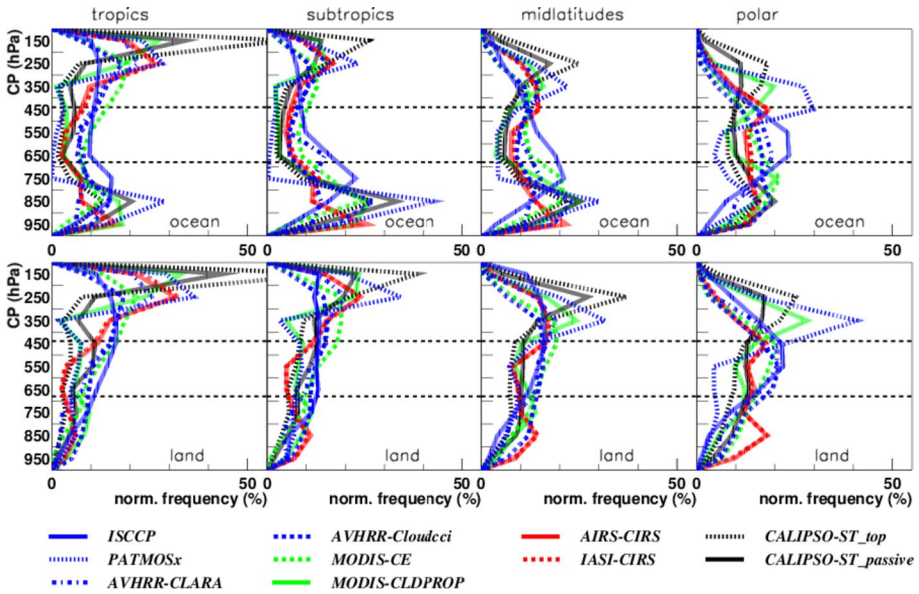 tropics subtropics midlatitudes polar
CP (hPa)
150
250
350
450
550
650
750
850
950
ocean ocean ocean ocean
0 50 0 50 0 50 0 50
(hPa)
150
250
350
450
550
650
750
850
950
land land land land
0 50 0 50 0 50 0 50
norm. frequency (%) norm. frequency (%) norm. frequency (%) norm. frequency (%)
ISCCP AVHRR-Cloudcci AIRS-CIRS CALIPSO-ST_top
PATMOSx MODIS-CE IASI-CIRS CALIPSO-ST_passive
AVHRR-CLARA MODIS-CLDPROP